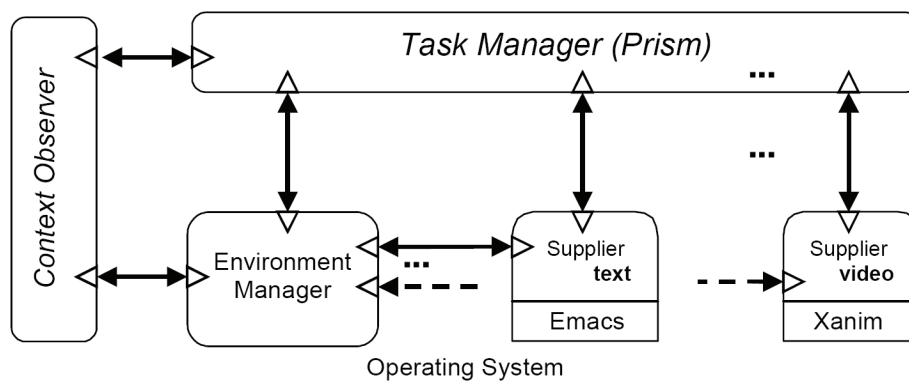 Task Manager (Prism)
...
Context Observer
...
Environment
Manager
...
Supplier
text
Emacs
Supplier
video
Xanim
Operating System